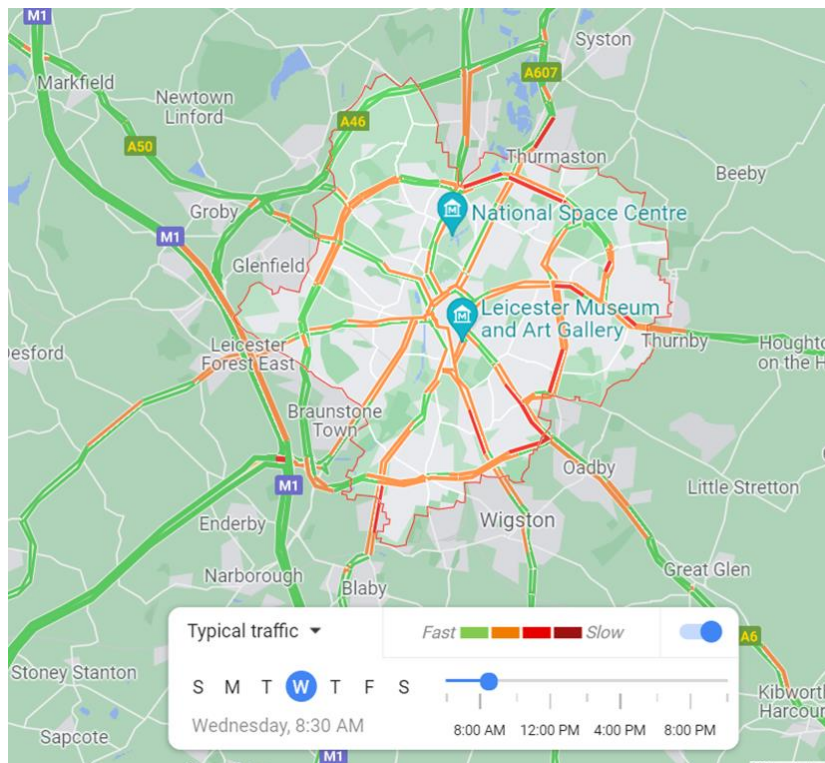 M1
Syston
Markfield
A607
Newtown
Linford
A46
A50
Thurmaston
Beeby
Groby
National Space Centre
M1
Glenfield
Leicester Museum
and Art Gallery
Thurnby
Hought
on the H
Desford
Leicester
Forest East
Braunstone
Town
Oadby
M1
Little Stretton
Enderby
Wigston
Narborough
Great Glen
Blaby
Typical traffic
Fast
Slow
A6
Stoney Stanton
S M T W T F S
Kibwort
Harcour
Wednesday, 8:30 AM
8:00 AM 12:00 PM 4:00 PM 8:00 PM
Sapcote
M1